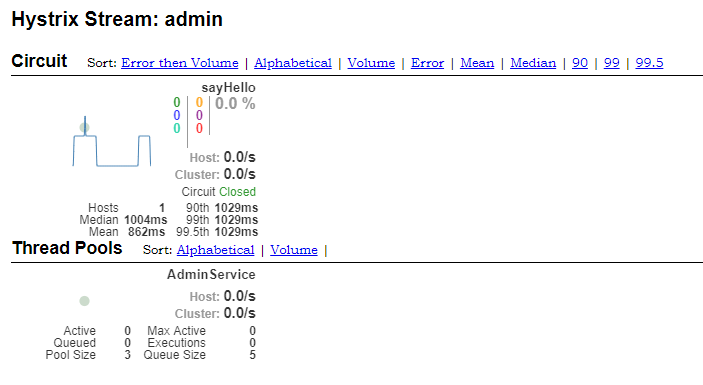 Hystrix Stream: admin
Circuit Sort: Error then Volume | Alphabetical | Volume | Error | Mean | Median | 90 | 99 | 99.5
sayHello
0 0 0.0 %
0 0
0 0
Host: 0.0/s
Cluster: 0.0/s
Circuit Closed
Hosts 1 90th 1029ms
Median 1004ms 99th 1029ms
Mean 862ms 99.5th 1029ms
Thread Pools Sort: Alphabetical | Volume |
AdminService
Host: 0.0/s
Cluster: 0.0/s
Active 0 Max Active 0
Queued 0 Executions 0
Pool Size 3 Queue Size 5